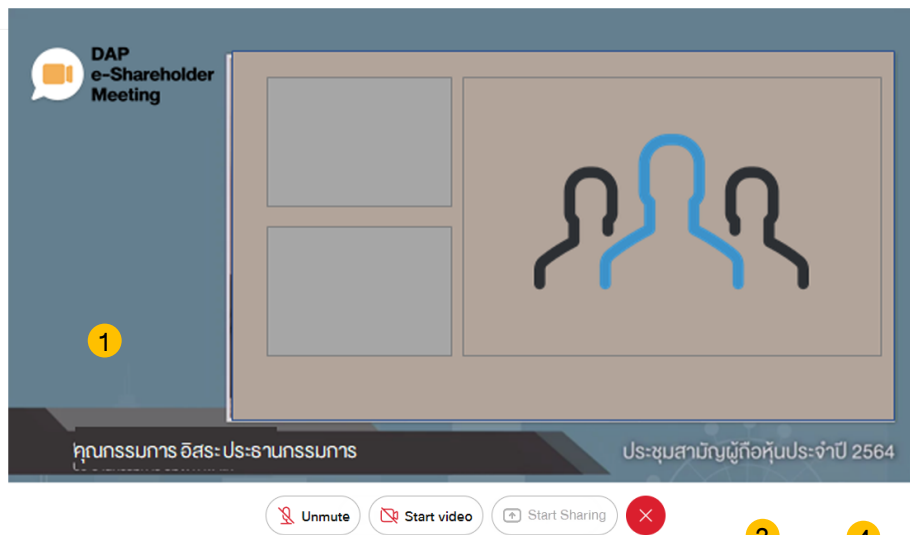 DAP
e-Shareholder
Meeting
1
คุณกรรมการ อิสระ ประธานกรรมการ
ประชุมสามัญผู้ถือหุ้นประจำปี 2564
Unmute
Start video
Start Sharing